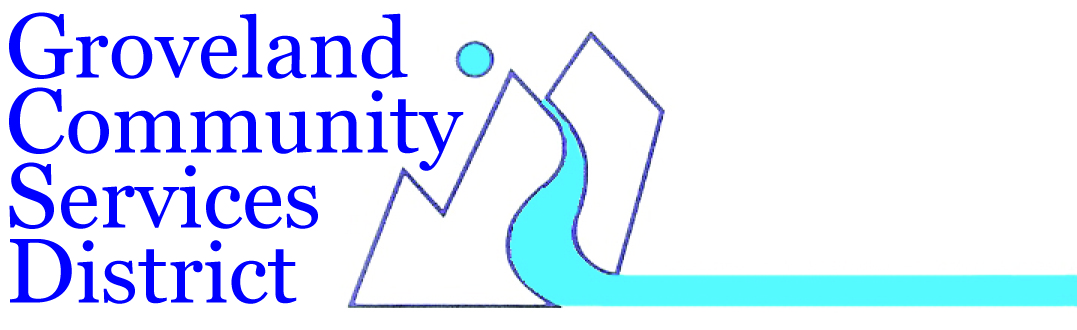 Groveland
Community
Services
District